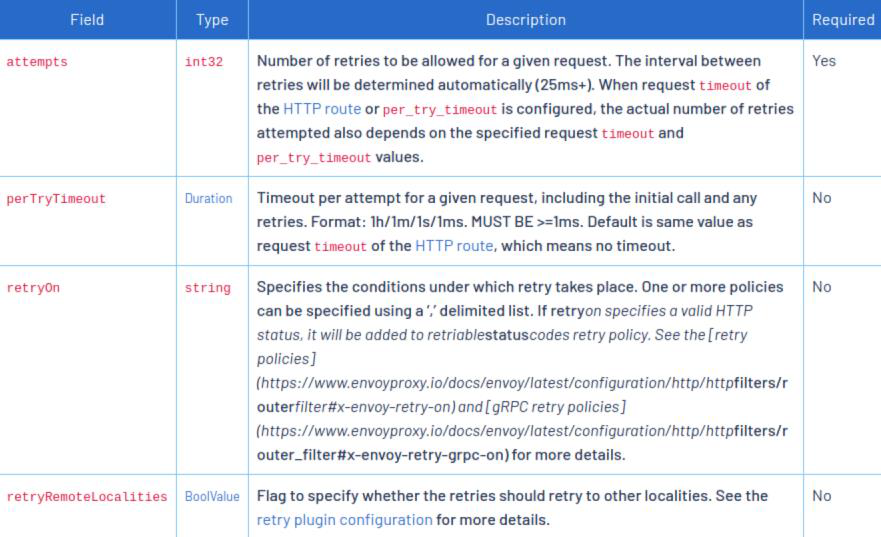 Field Type Description Required
attempts int32 Number of retries to be allowed for a given request. The interval between Yes
retries will be determined automatically (25ms+). When request timeout of
the HTTP route or per_try_timeout is configured, the actual number of retries
attempted also depends on the specified request timeout and
per_try_timeout values.
perTryTimeout Duration Timeout per attempt for a given request, including the initial call and any No
retries. Format: 1h/1m/1s/1ms. MUST BE >=1ms. Default is same value as
request timeout of the HTTP route, which means no timeout.
retryOn string Specifies the conditions under which retry takes place. One or more policies No
can be specified using a ‘,’ delimited list. If retryon specifies a valid HTTP
status, it will be added to retriablestatuscodes retry policy. See the [retry
policies]
(https://www.envoyproxy.io/docs/envoy/latest/configuration/http/httpfilters/r
outerfilter#x-envoy-retry-on) and [gRPC retry policies]
(https://www.envoyproxy.io/docs/envoy/latest/configuration/http/httpfilters/r
outer_filter#x-envoy-retry-grpc-on) for more details.
retryRemoteLocalities BoolValue Flag to specify whether the retries should retry to other localities. See the No
retry plugin configuration for more details.